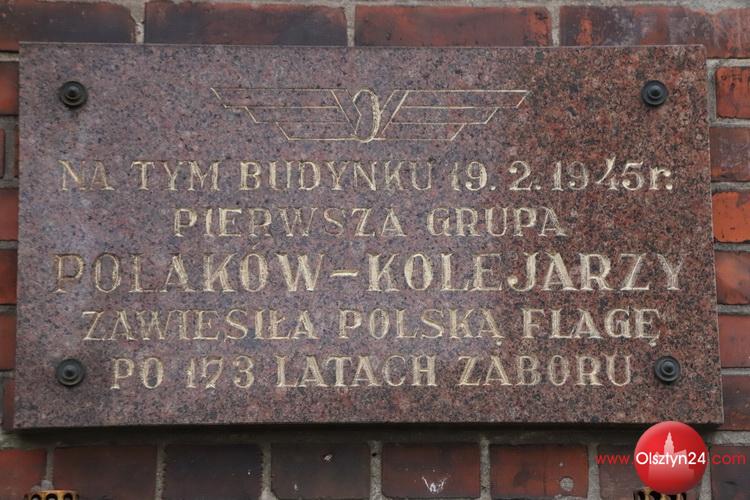 NA TYM BUDYNKU 19.2.1945r.
PIERWSZA GRUPA
POLAKÓW-KOLEJARZY
ZAWIESIŁA POLSKĄ FLAGĘ
PO 173 LATACH ZABORU
www.Olsztyn24.com